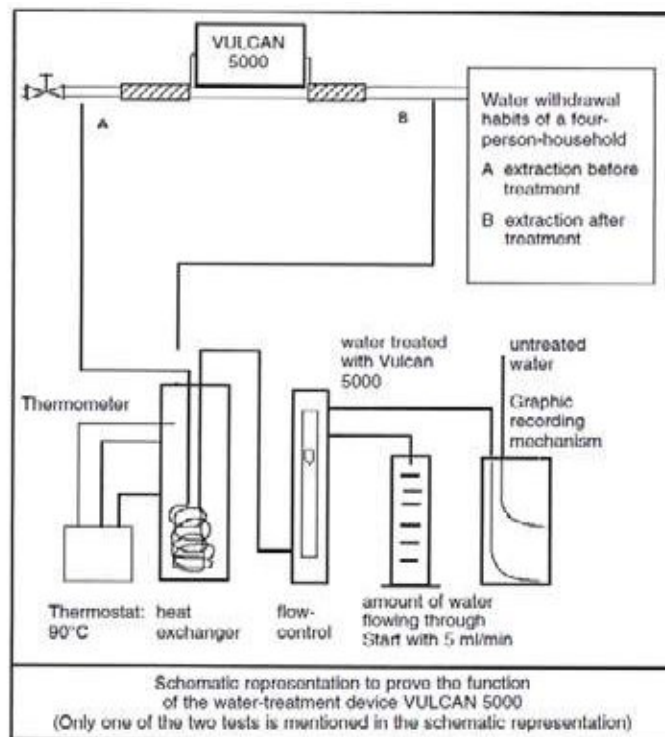 VULCAN
5000
A
B
Water withdrawal
habits of a four-
person-household
A extraction before
treatment
B extraction after
treatment
water treated
with Vulcan
5000
untreated
water
Graphic
recording
mechanism
Thermometer
Thermostat:
90°C
heat
exchanger
flow-
control
amount of water
flowing through
Start with 5 ml/min
Schematic representation to prove the function
of the water-treatment device VULCAN 5000
(Only one of the two tests is mentioned in the schematic representation)